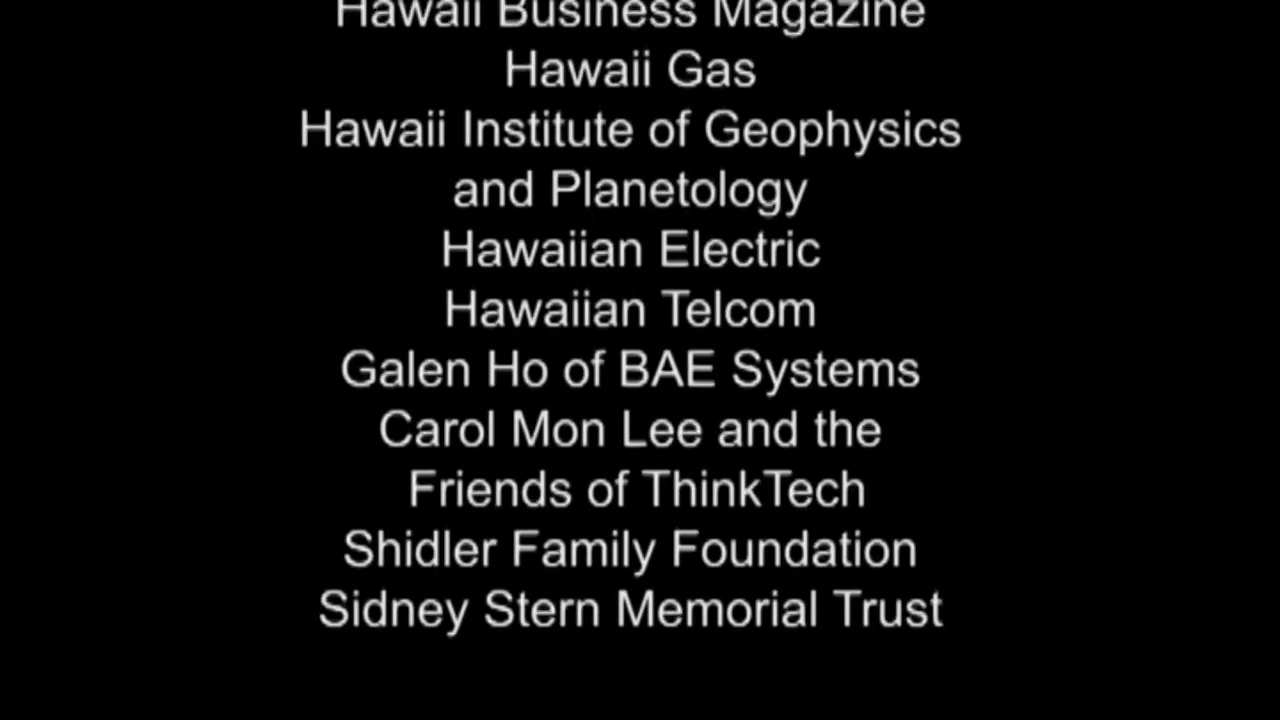 Hawaii Business Magazine
Hawaii Gas
Hawaii Institute of Geophysics
and Planetology
Hawaiian Electric
Hawaiian Telcom
Galen Ho of BAE Systems
Carol Mon Lee and the
Friends of ThinkTech
Shidler Family Foundation
Sidney Stern Memorial Trust